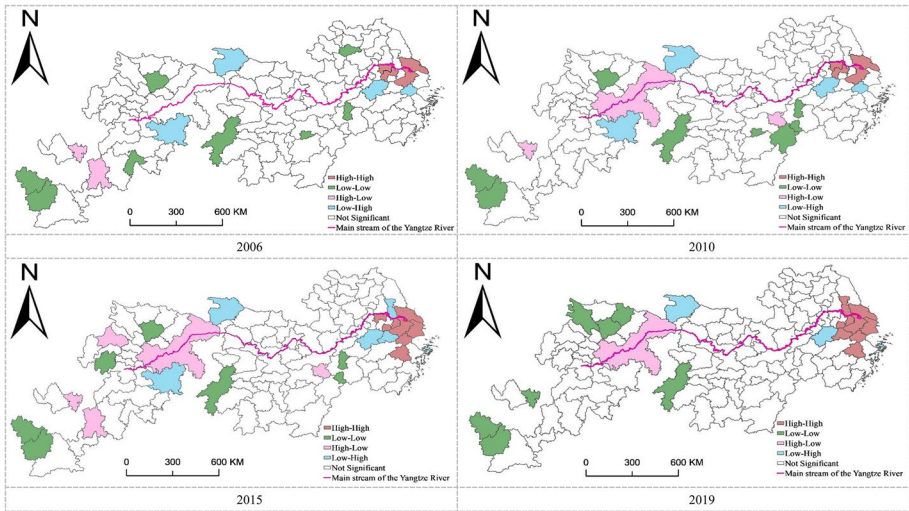 N
High-High
Low-Low
High-Low
Low-High
Not Significant
Main stream of the Yangtze River
0 300 600 KM
2006
N
High-High
Low-Low
High-Low
Low-High
Not Significant
Main stream of the Yangtze River
0 300 600 KM
2010
N
High-High
Low-Low
High-Low
Low-High
Not Significant
Main stream of the Yangtze River
0 300 600 KM
2015
N
High-High
Low-Low
High-Low
Low-High
Not Significant
Main stream of the Yangtze River
0 300 600 KM
2019